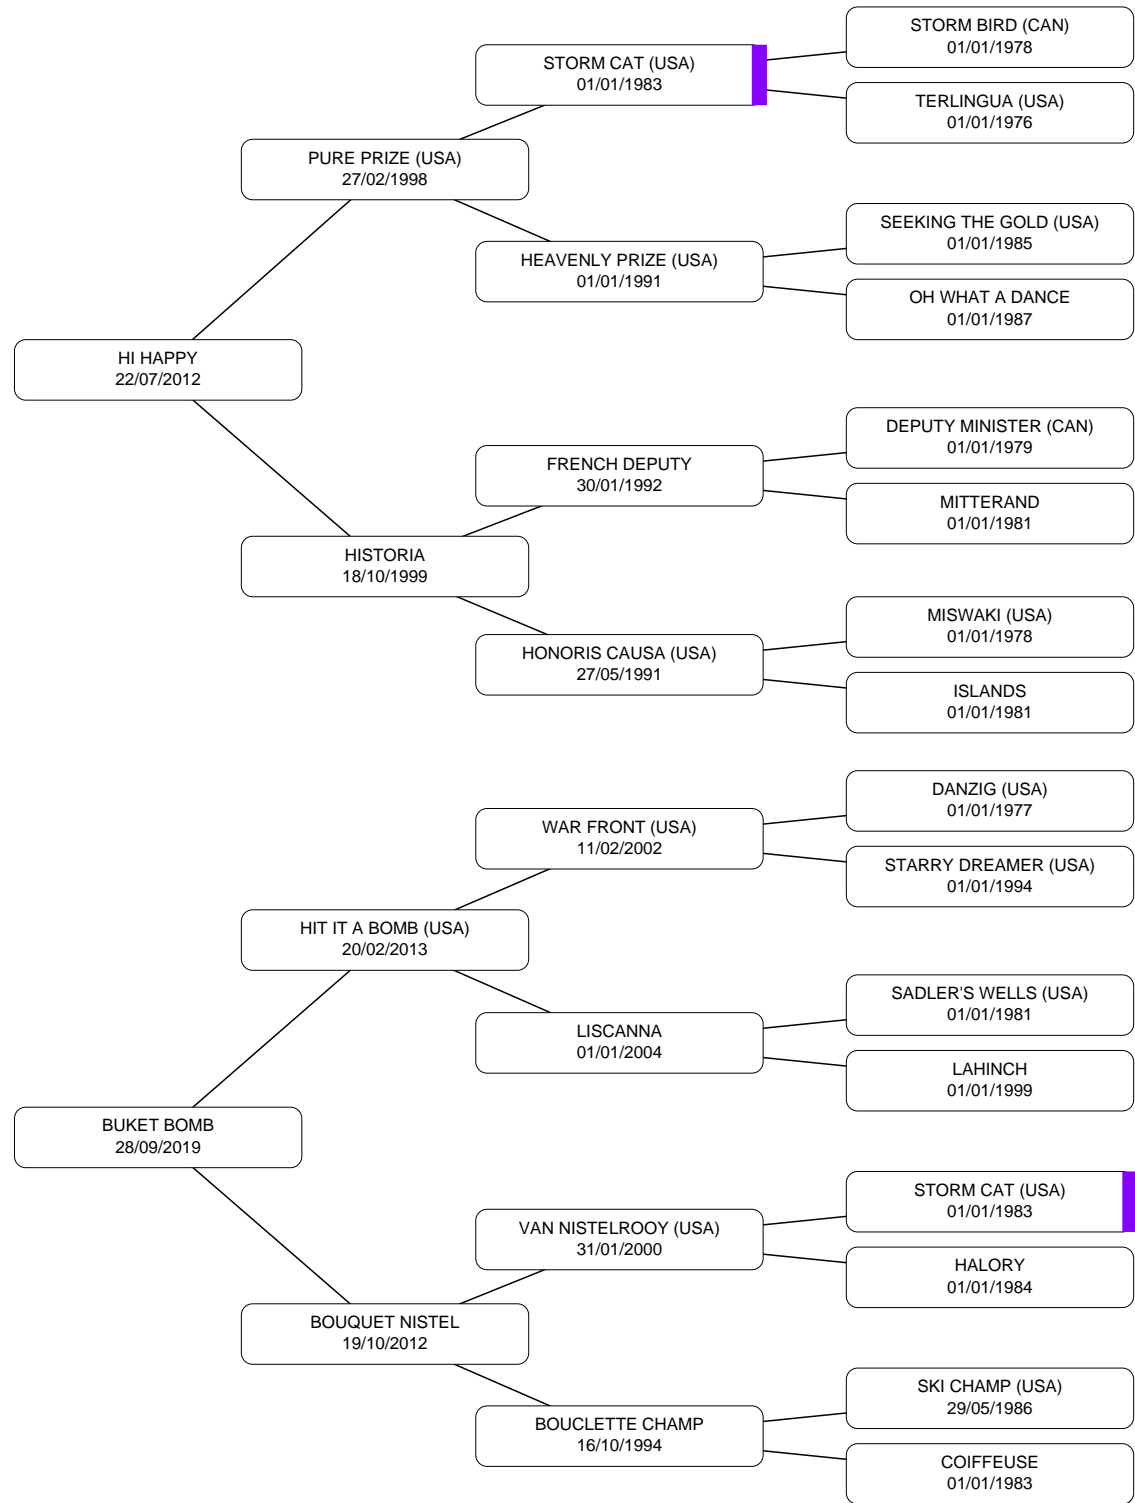 STORM BIRD (CAN)
01/01/1978
STORM CAT (USA)
01/01/1983
TERLINGUA (USA)
01/01/1976
PURE PRIZE (USA)
27/02/1998
SEEKING THE GOLD (USA)
01/01/1985
HEAVENLY PRIZE (USA)
01/01/1991
OH WHAT A DANCE
01/01/1987
HI HAPPY
22/07/2012
DEPUTY MINISTER (CAN)
01/01/1979
FRENCH DEPUTY
30/01/1992
MITTERAND
01/01/1981
HISTORIA
18/10/1999
MISWAKI (USA)
01/01/1978
HONORIS CAUSA (USA)
27/05/1991
ISLANDS
01/01/1981
DANZIG (USA)
01/01/1977
WAR FRONT (USA)
11/02/2002
STARRY DREAMER (USA)
01/01/1994
HIT IT A BOMB (USA)
20/02/2013
SADLER'S WELLS (USA)
01/01/1981
LISCANNA
01/01/2004
LAHINCH
01/01/1999
BUKET BOMB
28/09/2019
STORM CAT (USA)
01/01/1983
VAN NISTELROOY (USA)
31/01/2000
HALORY
01/01/1984
BOUQUET NISTEL
19/10/2012
SKI CHAMP (USA)
29/05/1986
BOUCLETTE CHAMP
16/10/1994
COIFFEUSE
01/01/1983